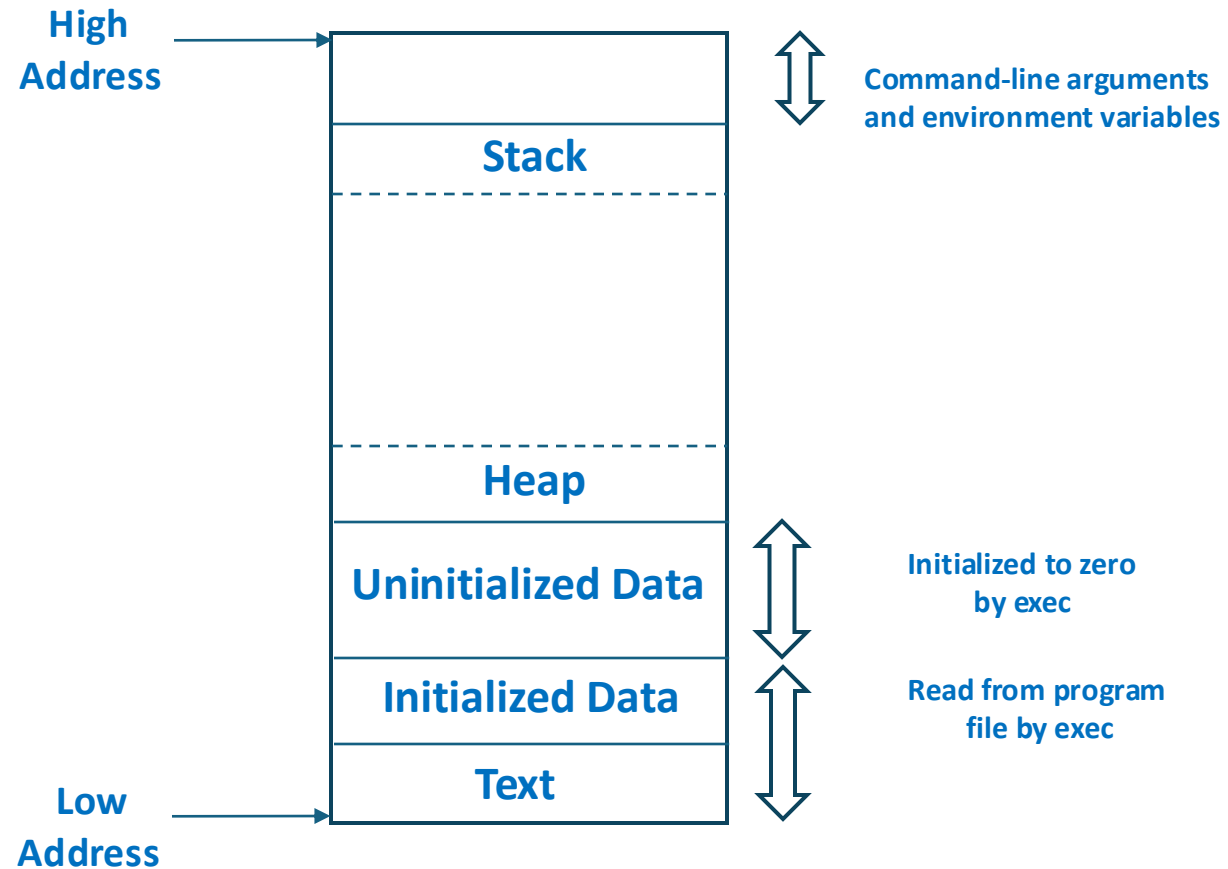 High
Address
Command-line arguments
and environment variables
Stack
Heap
Uninitialized Data
Initialized to zero
by exec
Initialized Data
Read from program
file by exec
Text
Low
Address